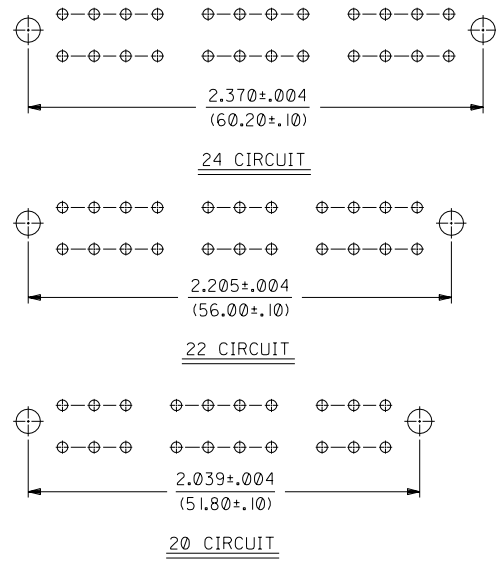 2.370±.004
(60.20±.10)
24 CIRCUIT
2.205±.004
(56.00±.10)
22 CIRCUIT
2.039±.004
(51.80±.10)
20 CIRCUIT